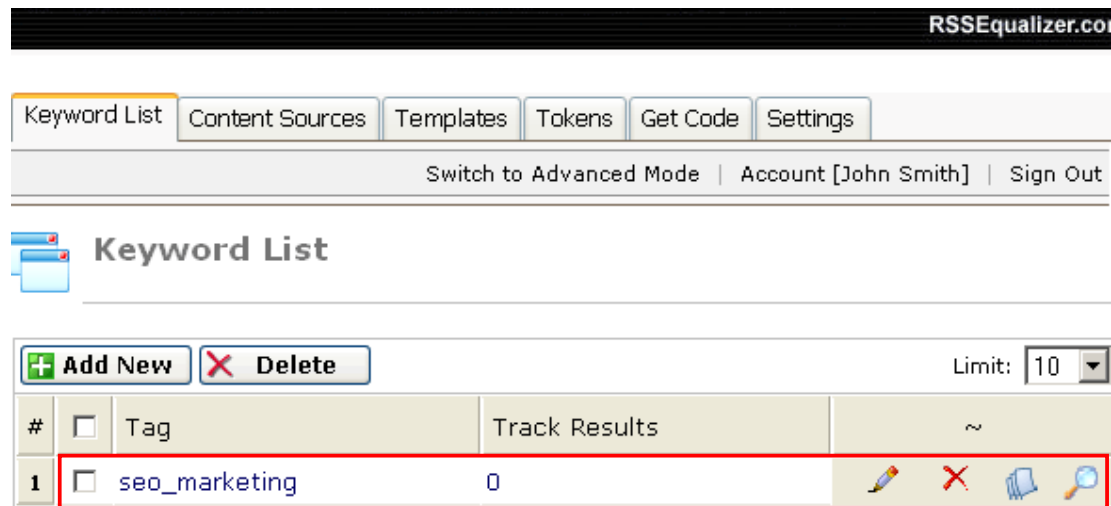 RSSEqualizer.com
Keyword List Content Sources Templates Tokens Get Code Settings
Switch to Advanced Mode | Account [John Smith] | Sign Out
Keyword List
Add New Delete Limit: 10
# Tag Track Results ~
1 seo_marketing 0